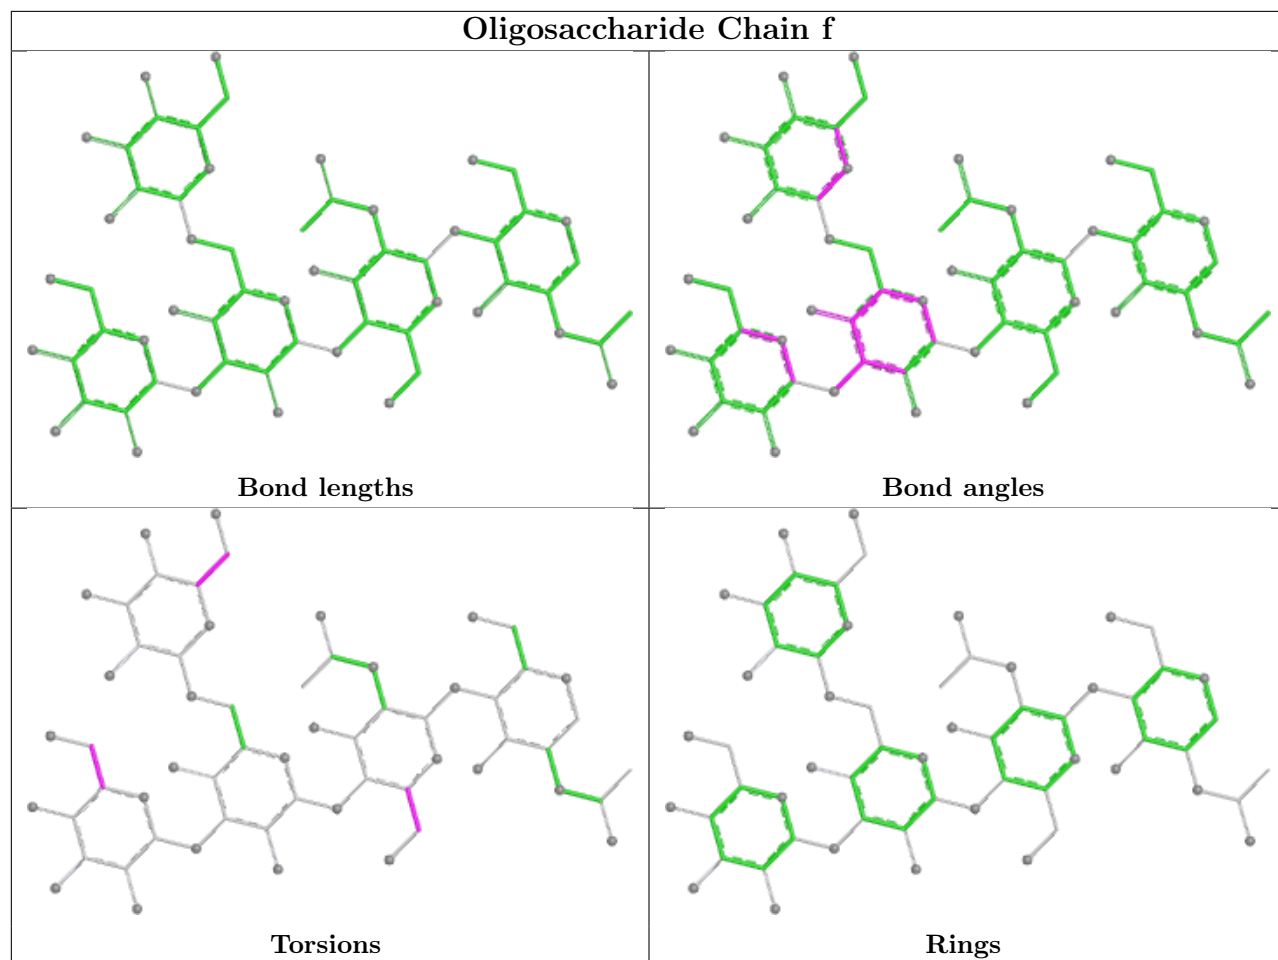 Oligosaccharide Chain f
Bond lengths
Bond angles
Torsions
Rings